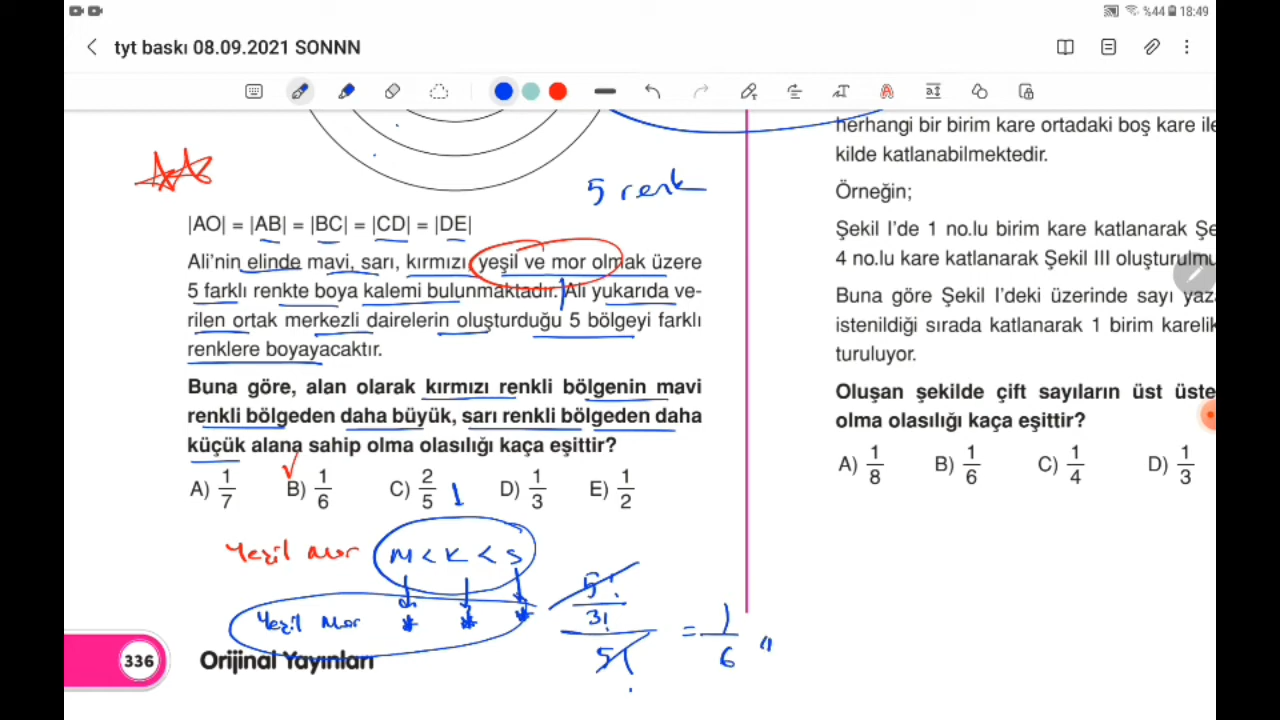 %44 18:49
tyt baskı 08.09.2021 SONNN
5 renk
|AO| = |AB| = |BC| = |CD| = |DE|
Ali'nin elinde mavi, sarı, kırmızı yeşil ve mor olmak üzere
5 farklı renkte boya kalemi bulunmaktadır. Ali yukarıda ve-
rilen ortak merkezli dairelerin oluşturduğu 5 bölgeyi farklı
renklere boyayacaktır.
Buna göre, alan olarak kırmızı renkli bölgenin mavi
renkli bölgeden daha büyük, sarı renkli bölgeden daha
küçük alana sahip olma olasılığı kaça eşittir?
A) 1/7 B) 1/6 C) 2/5 D) 1/3 E) 1/2
1
Yeşil Mor M < K < S
Yeşil Mor * * *
5!/3! / 5! = 1/6 "
336 Orijinal Yayınları
herhangi bir birim kare ortadaki boş kare ile
kilde katlanabilmektedir.
Örneğin;
Şekil I'de 1 no.lu birim kare katlanarak Şe
4 no.lu kare katlanarak Şekil III oluşturulmu
Buna göre Şekil I'deki üzerinde sayı yaz
istenildiği sırada katlanarak 1 birim karelik
turuluyor.
Oluşan şekilde çift sayıların üst üste
olma olasılığı kaça eşittir?
A) 1/8 B) 1/6 C) 1/4 D) 1/3